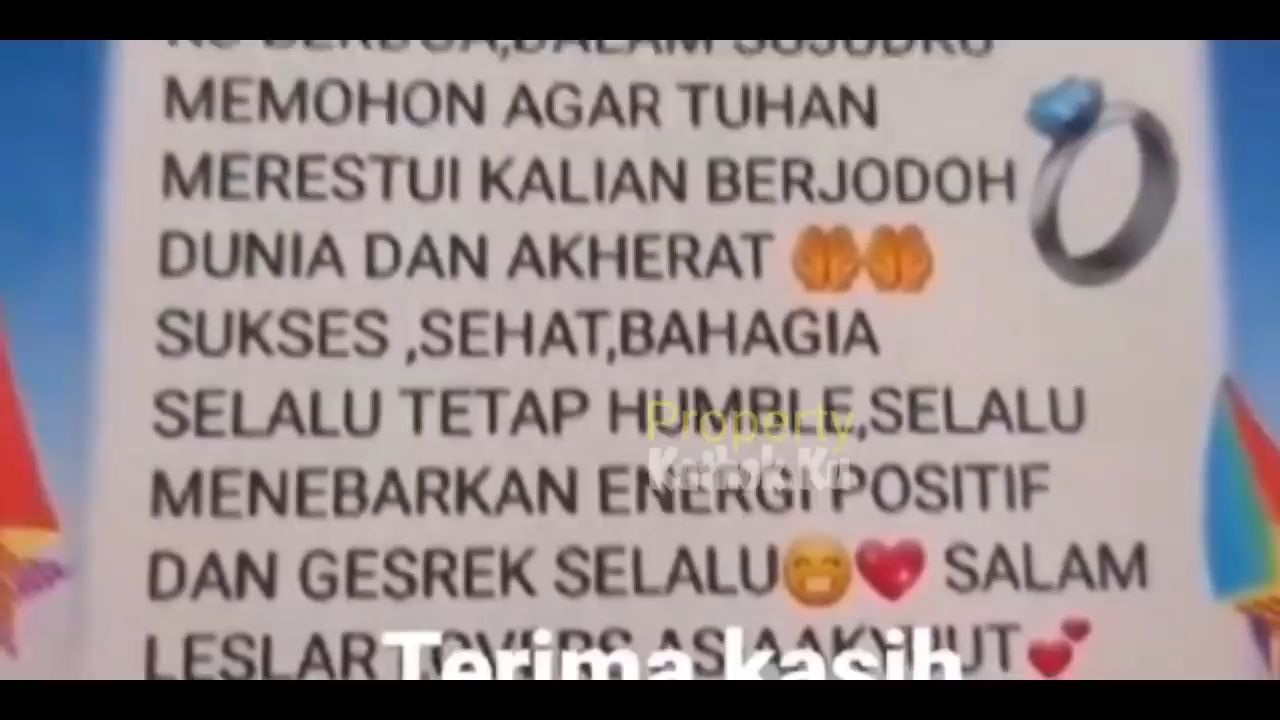 MEMOHON AGAR TUHAN
MERESTUI KALIAN BERJODOH
DUNIA DAN AKHERAT 🤲🤲
SUKSES ,SEHAT,BAHAGIA
SELALU TETAP HUMBLE,SELALU
Property
MENEBARKAN ENERGI POSITIF
DAN GESREK SELALU😁❤️ SALAM
LESLAR
Terima kasih